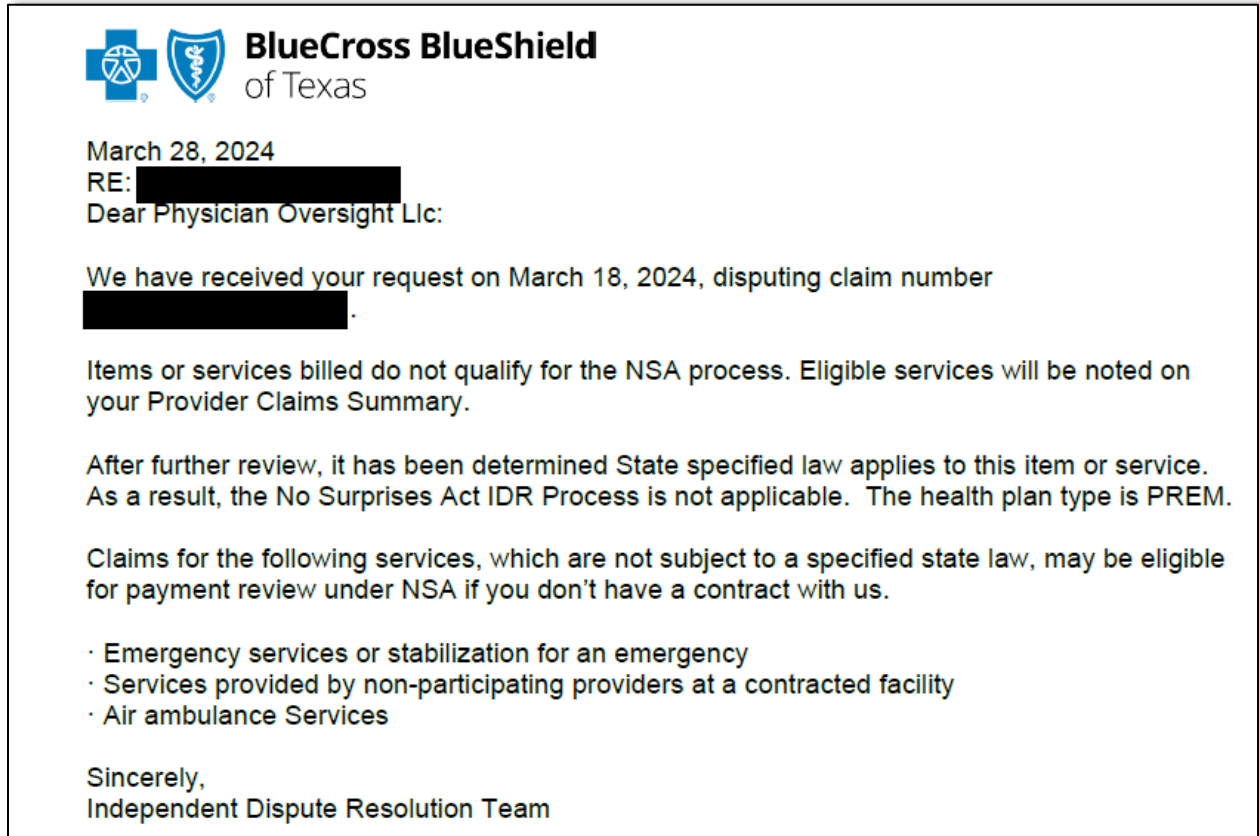 BlueCross BlueShield
of Texas
March 28, 2024
RE:
Dear Physician Oversight Llc:
We have received your request on March 18, 2024, disputing claim number
.
Items or services billed do not qualify for the NSA process. Eligible services will be noted on
your Provider Claims Summary.
After further review, it has been determined State specified law applies to this item or service.
As a result, the No Surprises Act IDR Process is not applicable.  The health plan type is PREM.
Claims for the following services, which are not subject to a specified state law, may be eligible
for payment review under NSA if you don’t have a contract with us.
· Emergency services or stabilization for an emergency
· Services provided by non-participating providers at a contracted facility
· Air ambulance Services
Sincerely,
Independent Dispute Resolution Team